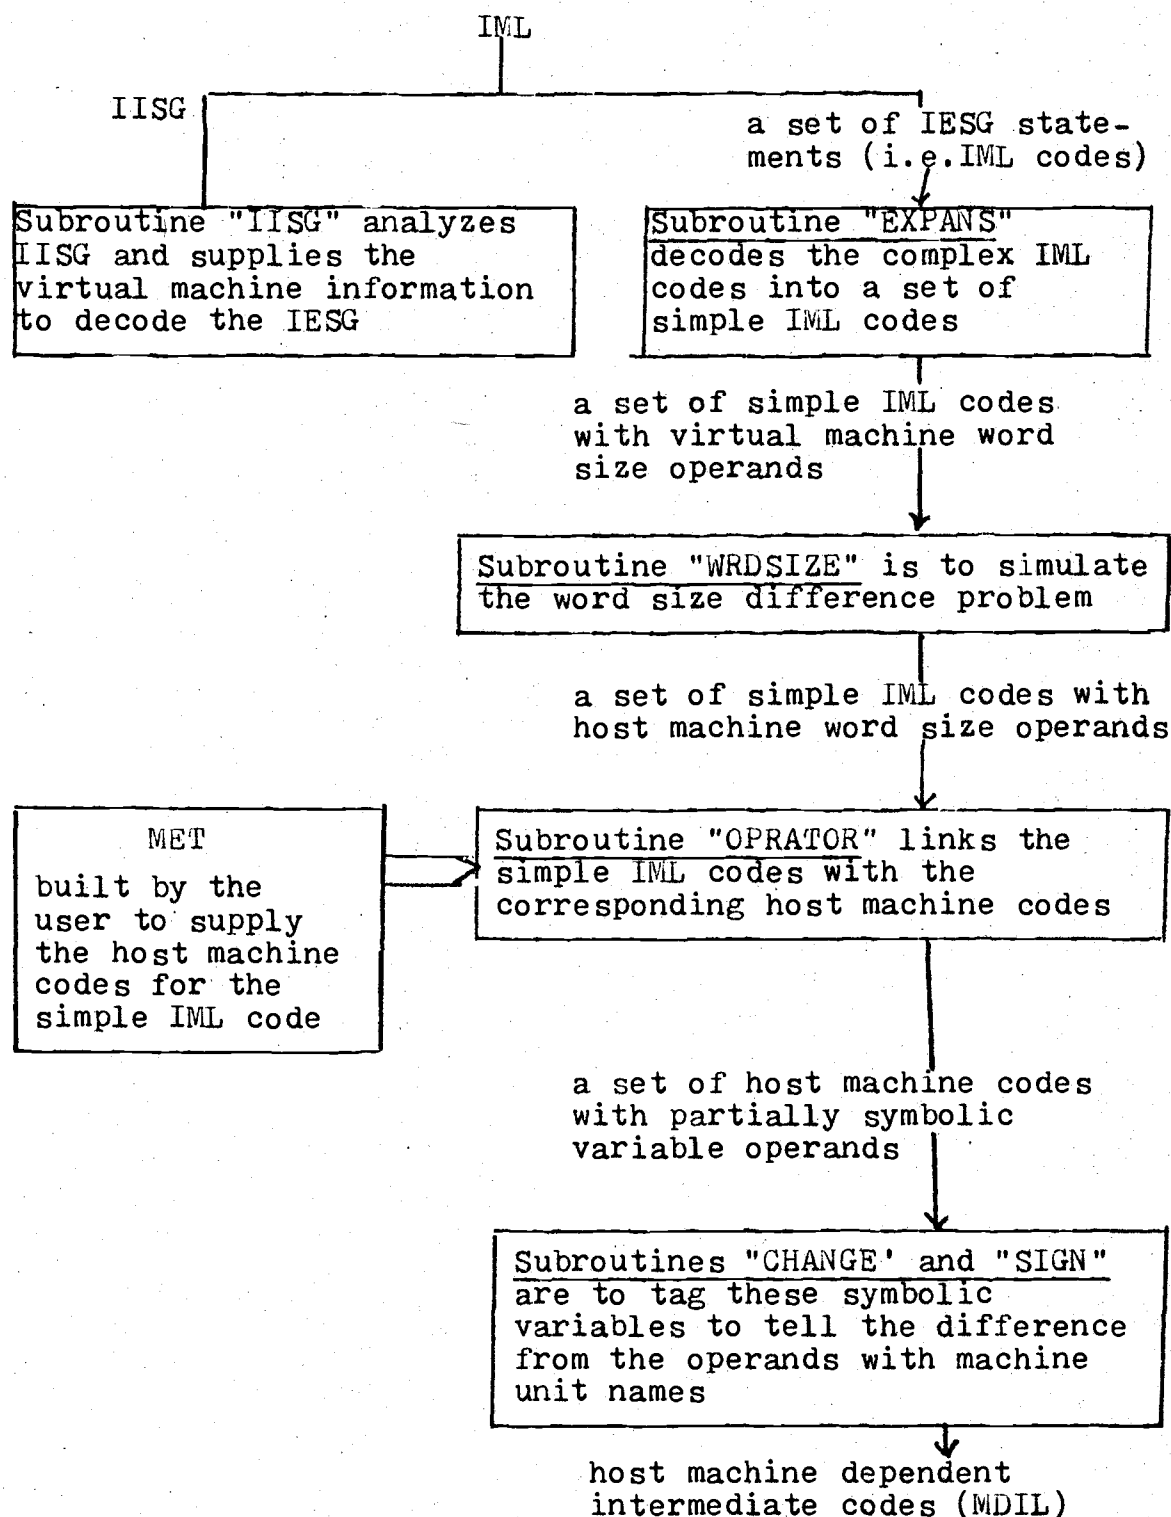 IML
IISG
a set of IESG state-
ments (i.e.IML codes)
Subroutine "IISG" analyzes
IISG and supplies the
virtual machine information
to decode the IESG
Subroutine "EXPANS"
decodes the complex IML
codes into a set of
simple IML codes
a set of simple IML codes
with virtual machine word
size operands
Subroutine "WRDSIZE" is to simulate
the word size difference problem
a set of simple IML codes with
host machine word size operands
MET
built by the
user to supply
the host machine
codes for the
simple IML code
Subroutine "OPRATOR" links the
simple IML codes with the
corresponding host machine codes
a set of host machine codes
with partially symbolic
variable operands
Subroutines "CHANGE' and "SIGN"
are to tag these symbolic
variables to tell the difference
from the operands with machine
unit names
host machine dependent
intermediate codes (MDIL)